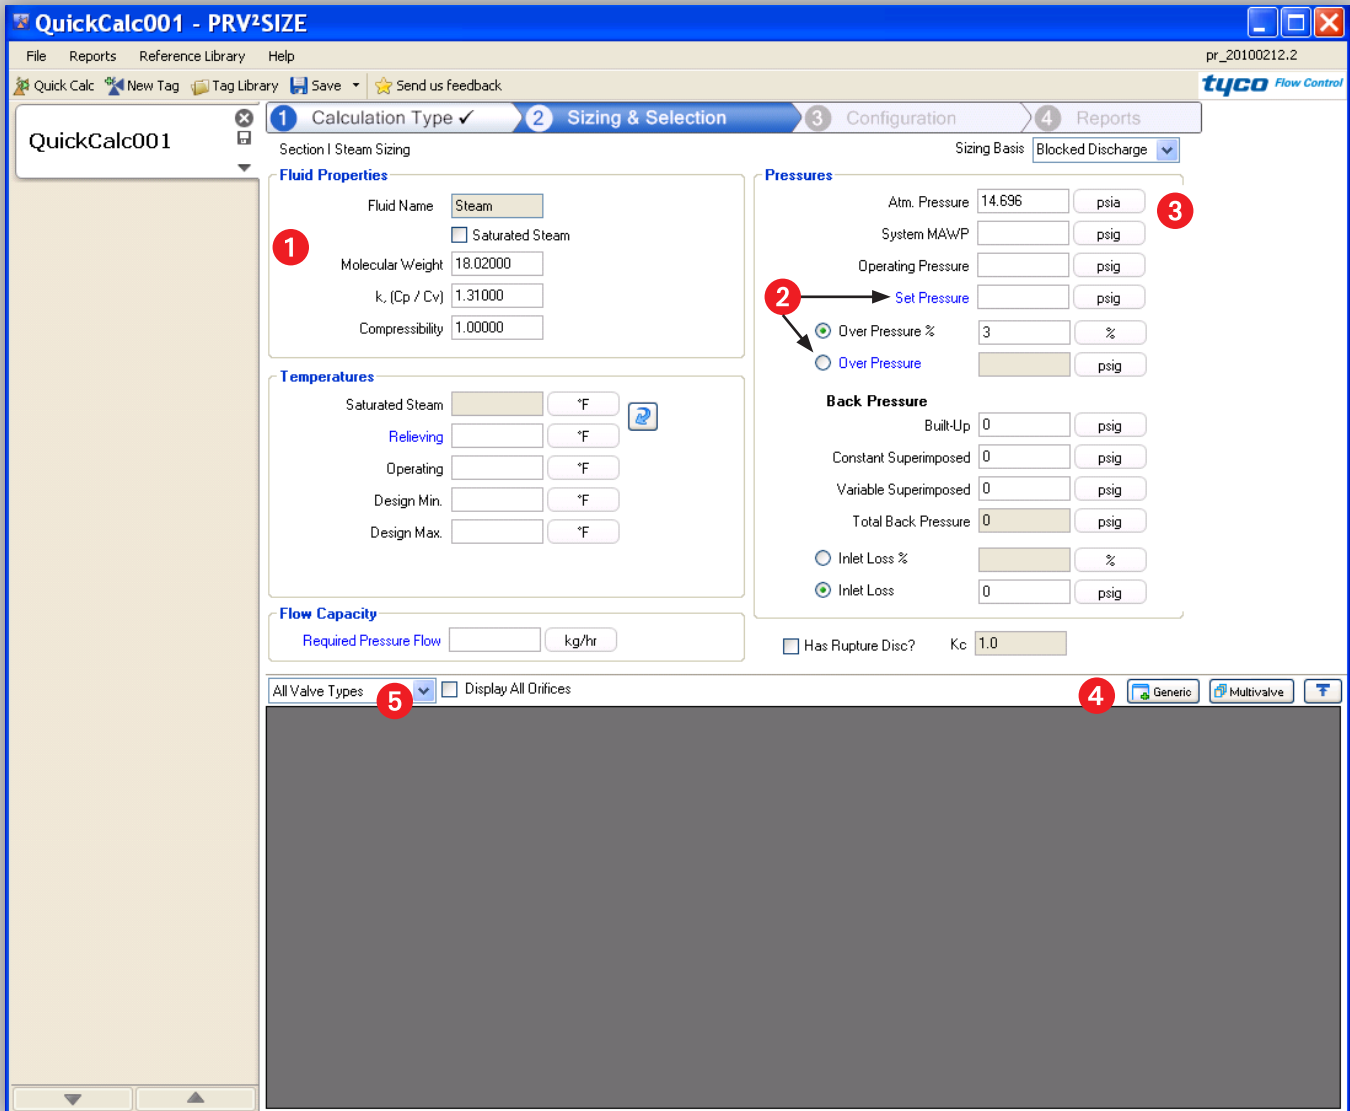 QuickCalc001 - PRV²SIZE
File Reports Reference Library Help pr_20100212.2
Quick Calc New Tag Tag Library Save Send us feedback tyco Flow Control
QuickCalc001
1 Calculation Type ✓ 2 Sizing & Selection 3 Configuration 4 Reports
Section I Steam Sizing
Sizing Basis Blocked Discharge
Fluid Properties
Fluid Name Steam
Saturated Steam
1
Molecular Weight 18.02000
k, (Cp / Cv) 1.31000
Compressibility 1.00000
Temperatures
Saturated Steam °F
Relieving °F
Operating °F
Design Min. °F
Design Max. °F
Flow Capacity
Required Pressure Flow kg/hr
Pressures
Atm. Pressure 14.696 psia
3
System MAWP psig
Operating Pressure psig
2
Set Pressure psig
Over Pressure % 3 %
Over Pressure psig
Back Pressure
Built-Up 0 psig
Constant Superimposed 0 psig
Variable Superimposed 0 psig
Total Back Pressure 0 psig
Inlet Loss % %
Inlet Loss 0 psig
Has Rupture Disc? Kc 1.0
All Valve Types 5 Display All Orifices 4 Generic Multivalve